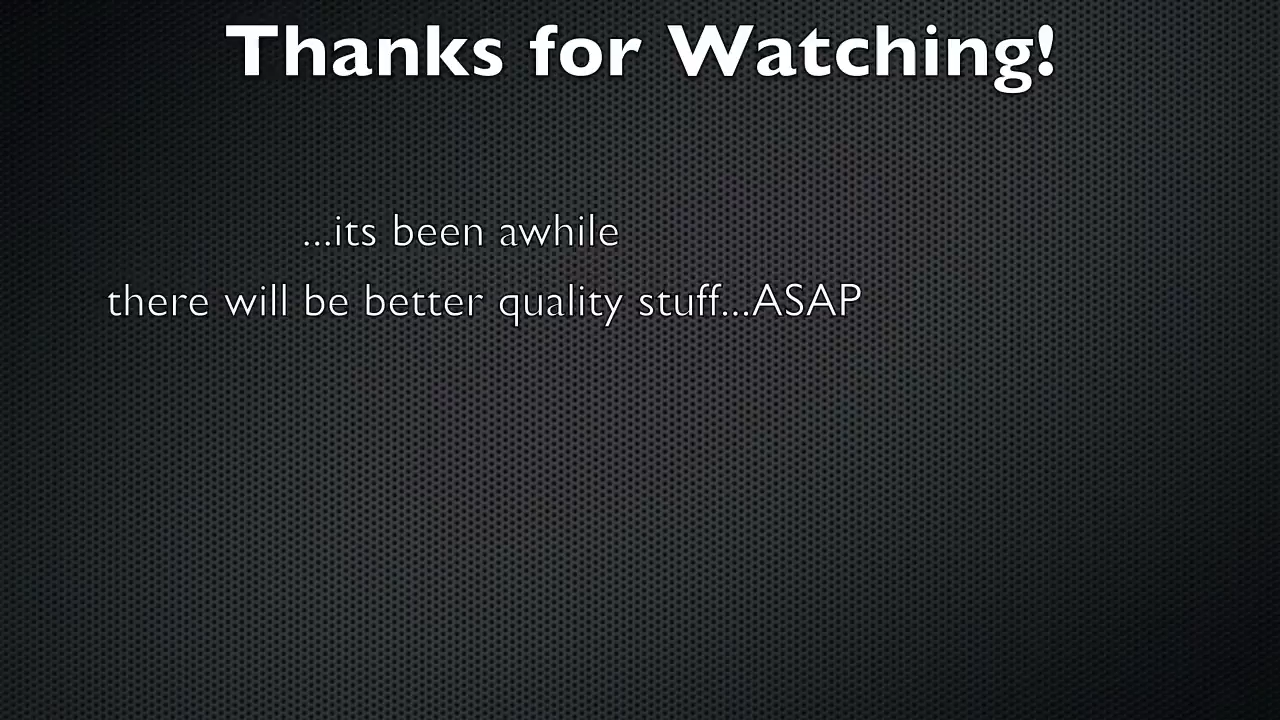 Thanks for Watching!
...its been awhile
there will be better quality stuff...ASAP